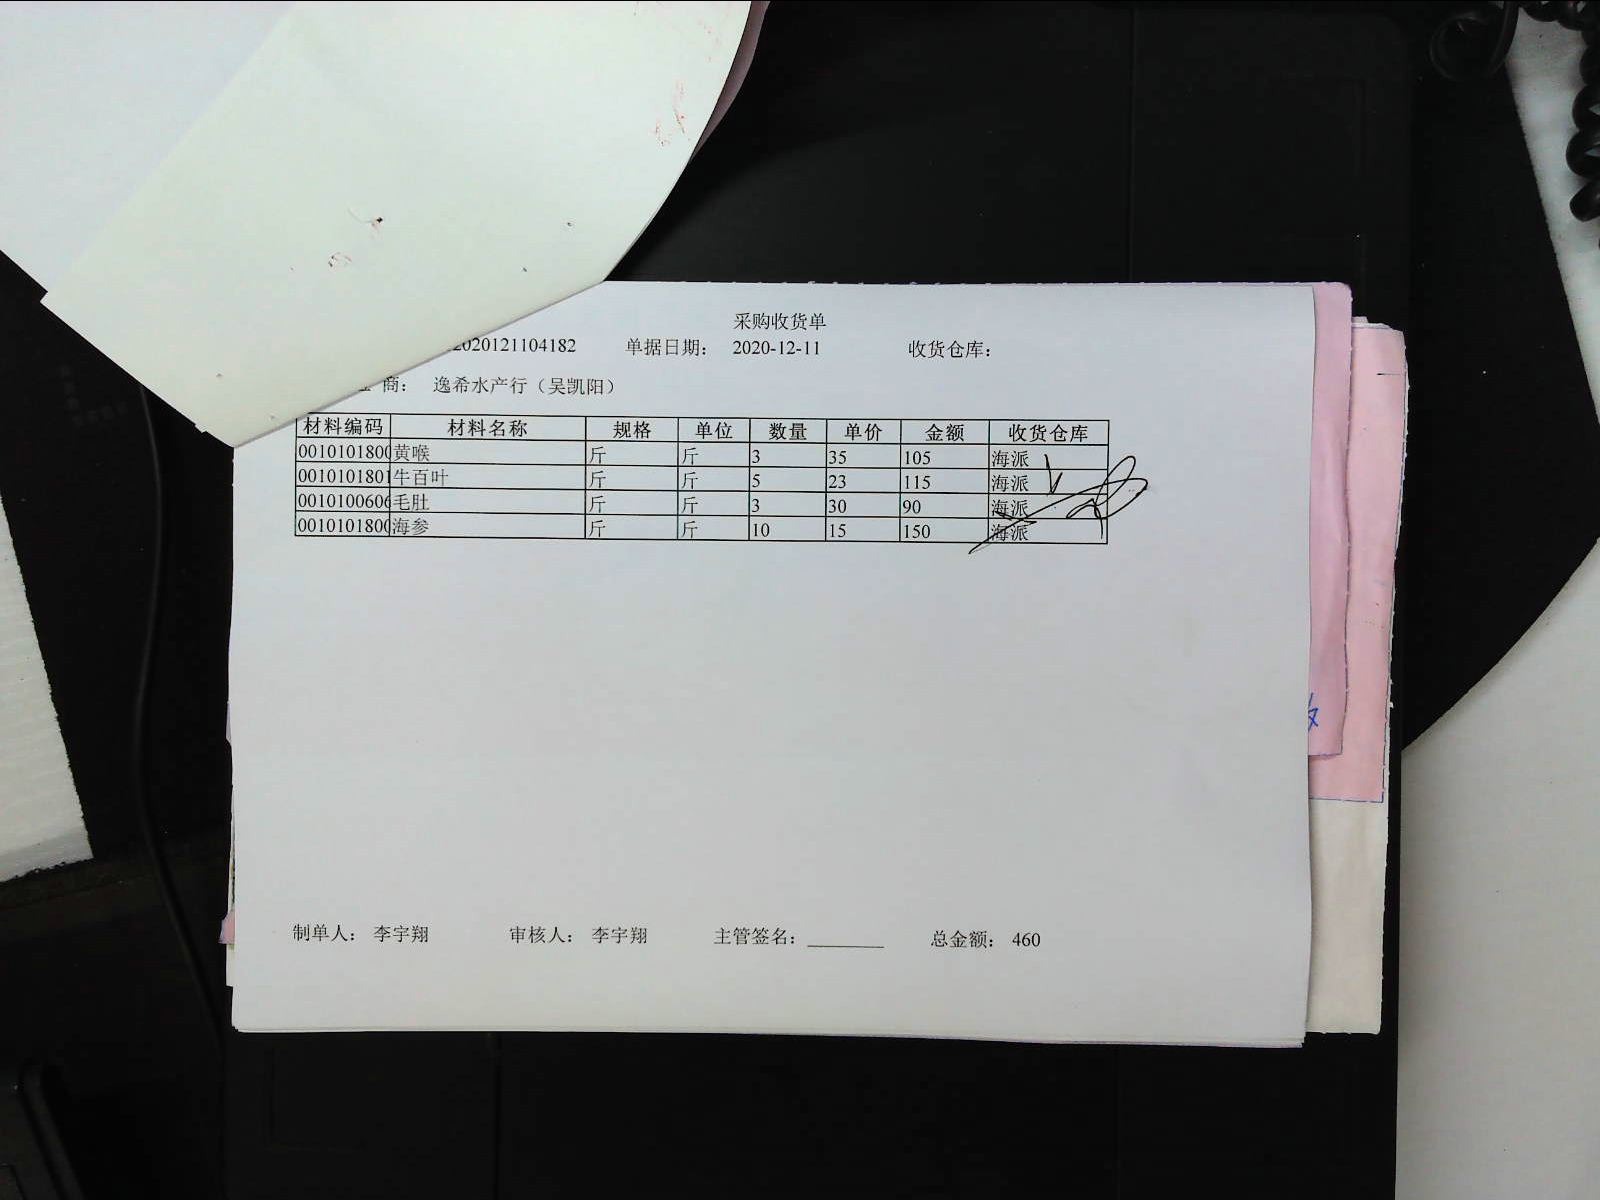 采购收货单
2020121104182 单据日期： 2020-12-11 收货仓库：
商： 逸希水产行（吴凯阳）
材料编码 材料名称 规格 单位 数量 单价 金额 收货仓库
0010101800 黄喉 斤 斤 3 35 105 海派
0010101801 牛百叶 斤 斤 5 23 115 海派
0010100606 毛肚 斤 斤 3 30 90 海派
0010101800 海参 斤 斤 10 15 150 海派
制单人： 李宇翔 审核人： 李宇翔 主管签名：________ 总金额： 460